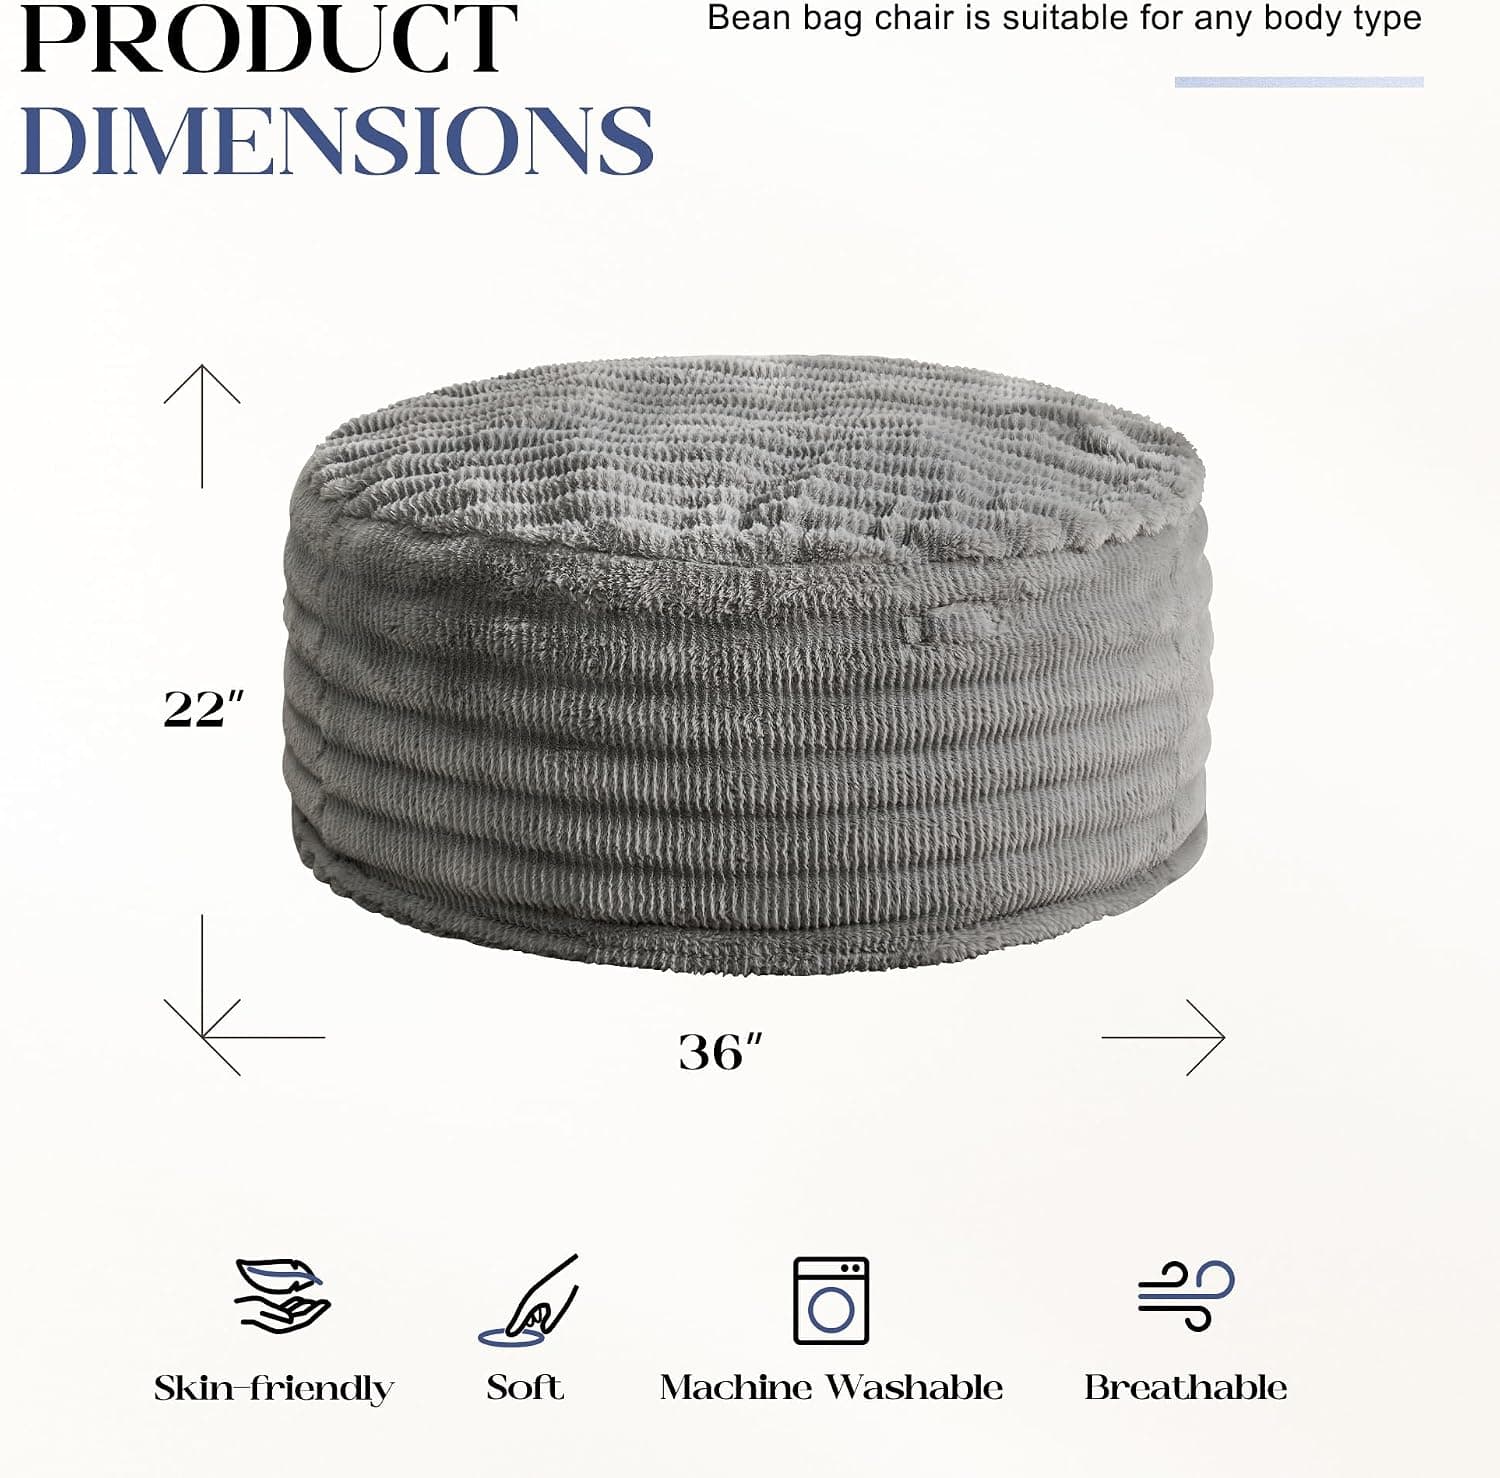 PRODUCT
DIMENSIONS
Bean bag chair is suitable for any body type
22"
36"
Skin-friendly
Soft
Machine Washable
Breathable